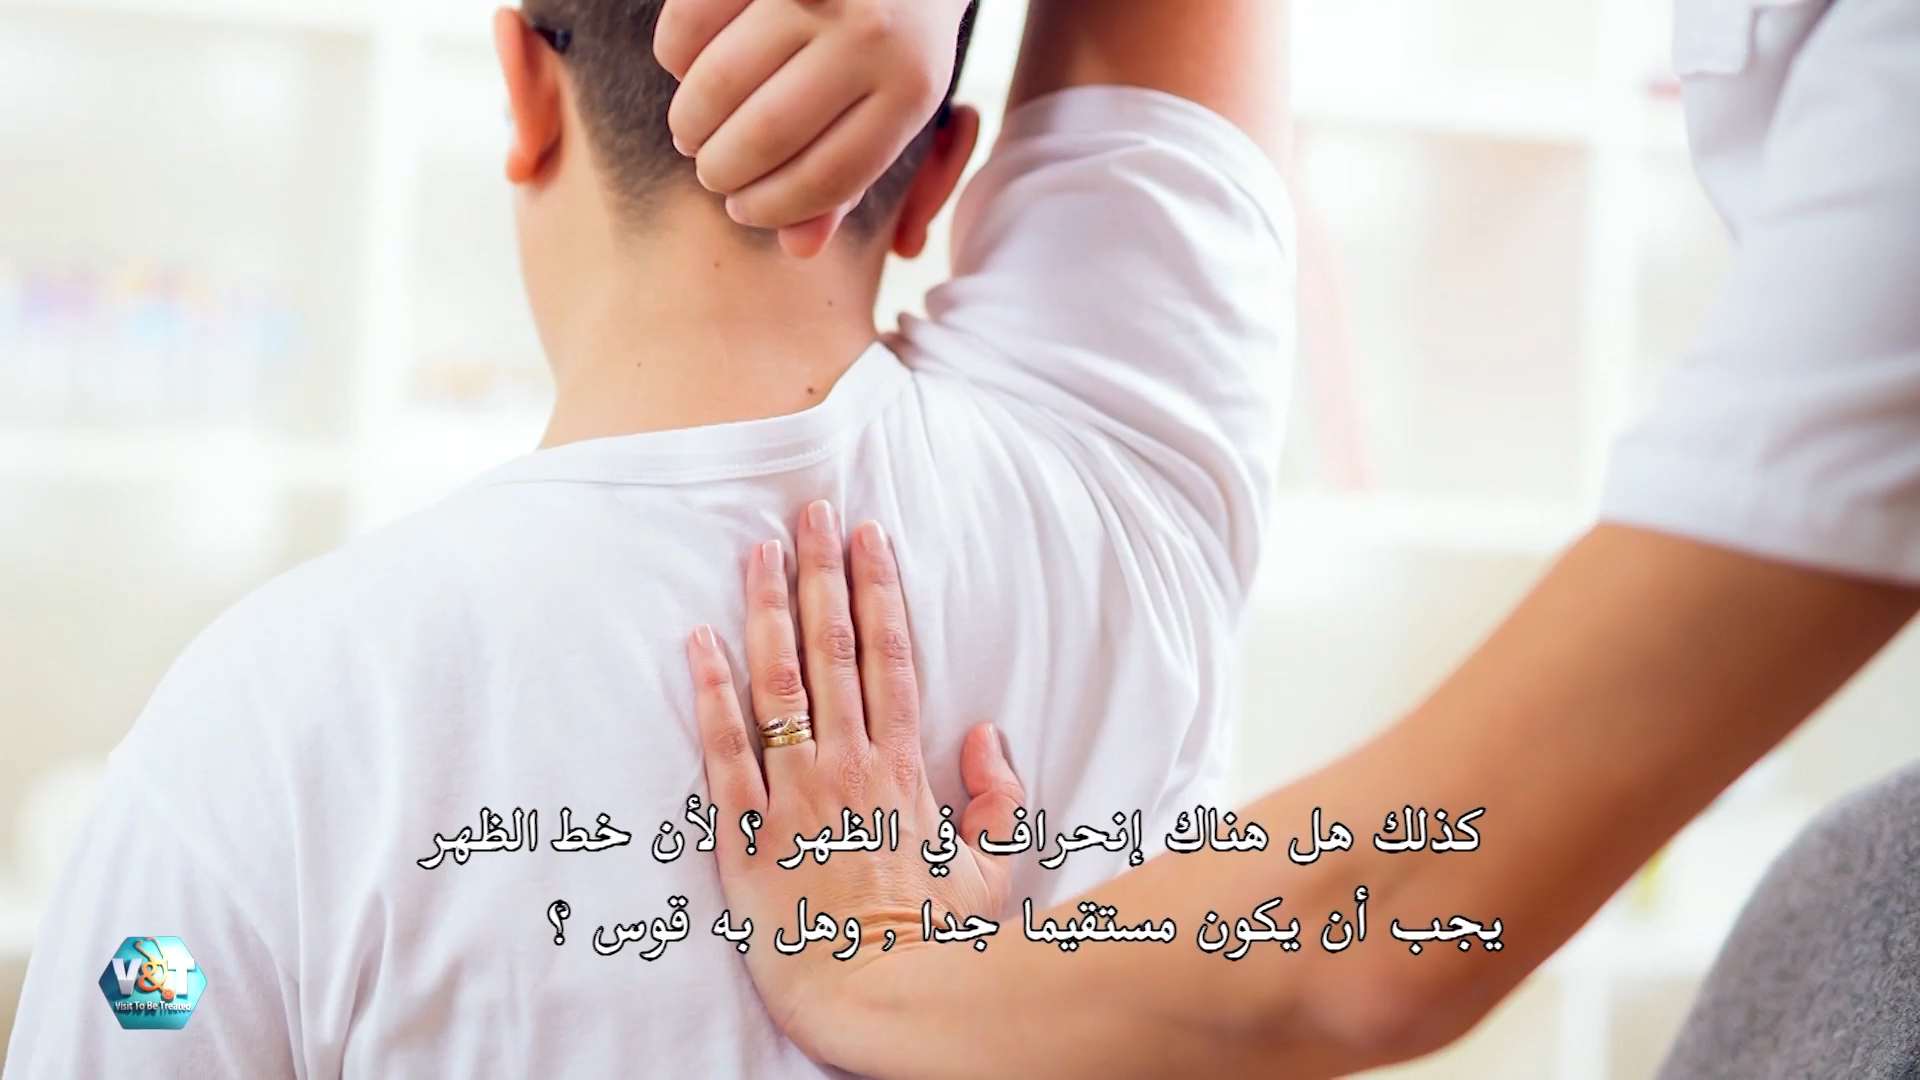 كذلك هل هناك إنحراف في الظهر ؟ لأن خط الظهر
يجب أن يكون مستقيما جدا , وهل به قوس ؟
V&T
Visit To Be Treated